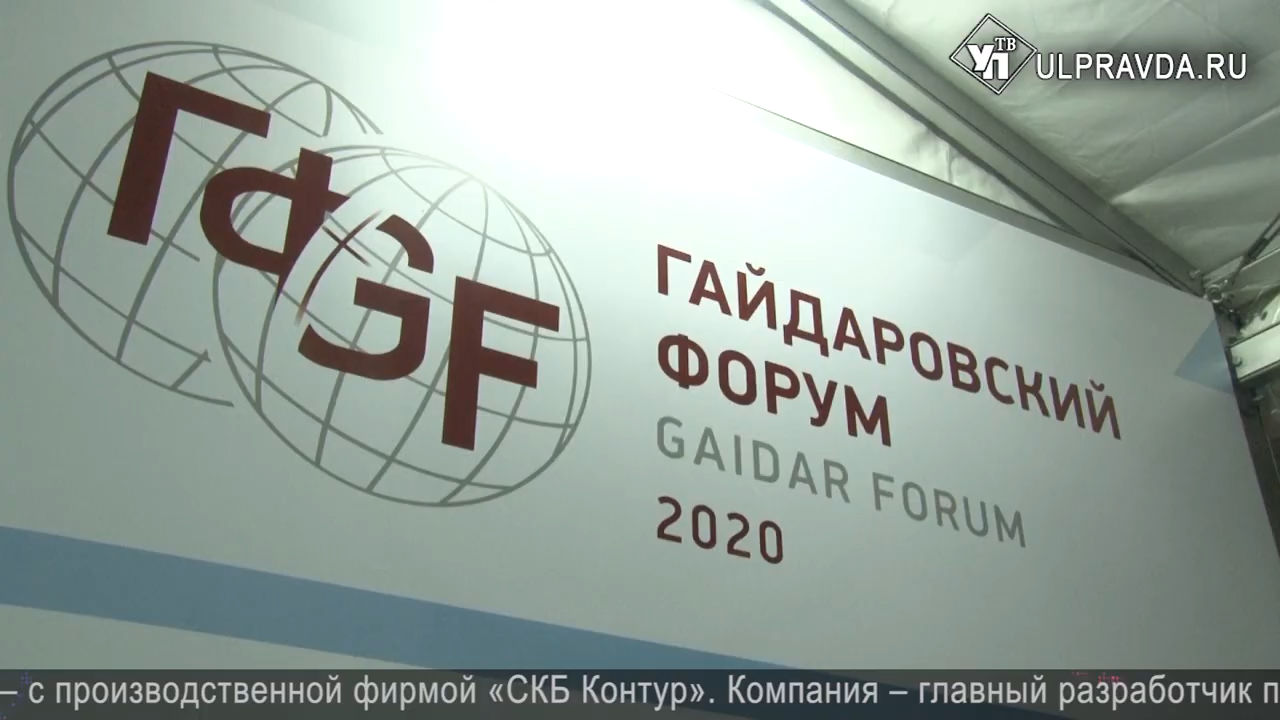 УП ТВ
ULPRAVDA.RU
ГФGF
ГАЙДАРОВСКИЙ
ФОРУМ
GAIDAR FORUM
2020
– с производственной фирмой «СКБ Контур». Компания – главный разработчик п